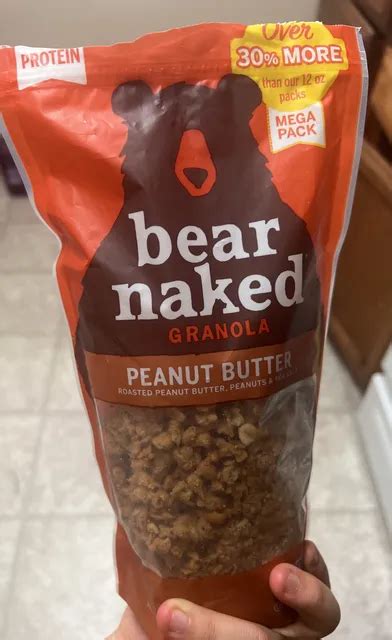 PROTEIN
Over
30% MORE
than our 12 oz
packs
MEGA
PACK
bear
naked
GRANOLA
PEANUT BUTTER
ROASTED PEANUT BUTTER, PEANUTS &